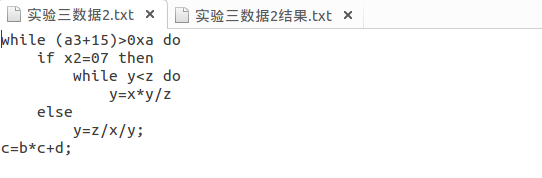 实验三数据2.txt × 实验三数据2结果.txt ×
while (a3+15)>0xa do
    if x2=07 then
        while y<z do
            y=x*y/z
    else
        y=z/x/y;
c=b*c+d;